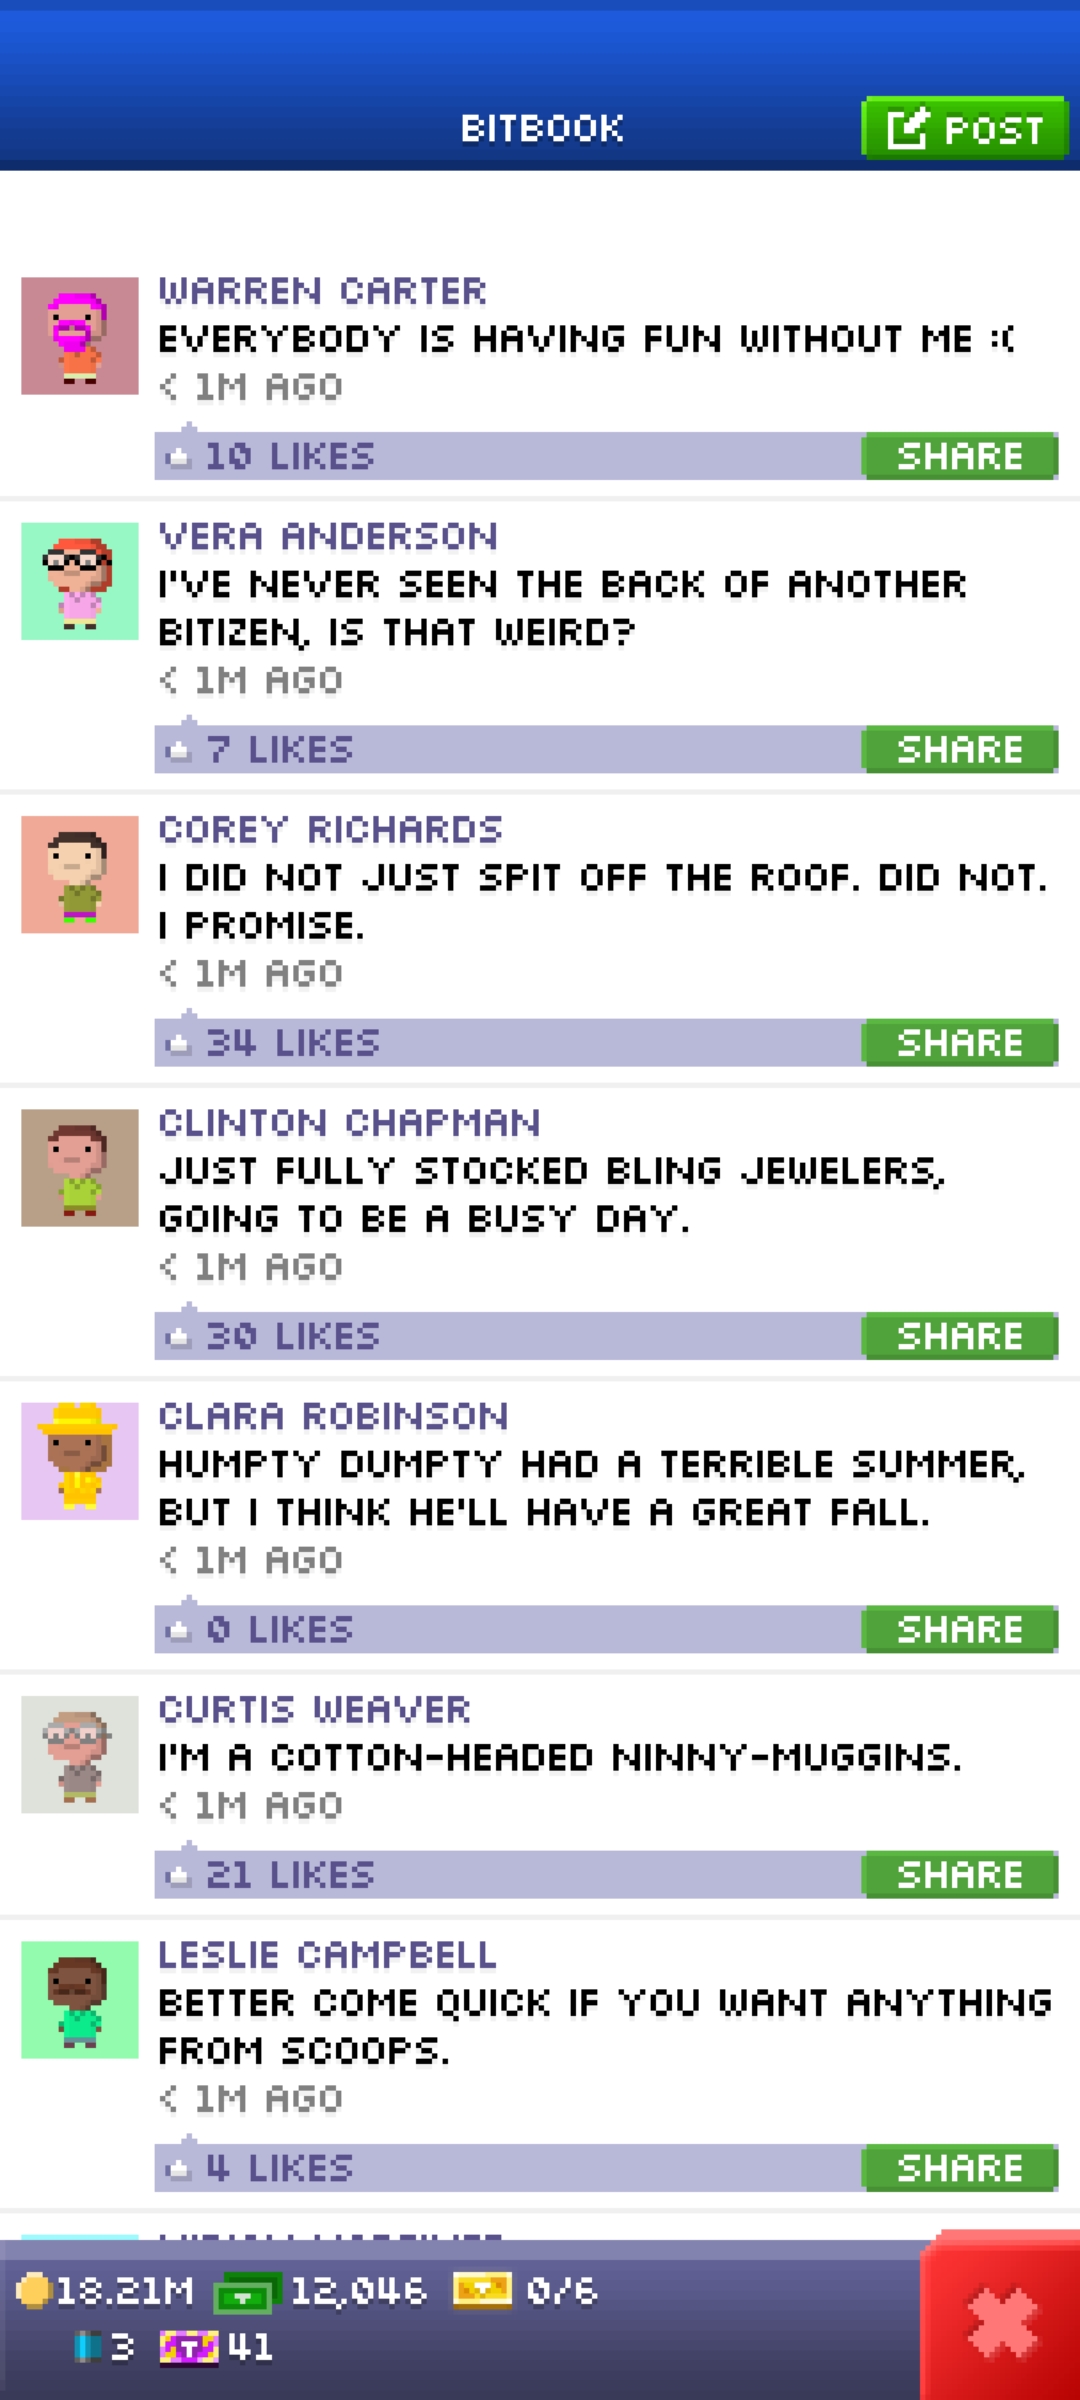 BITBOOK
POST
WARREN CARTER
EVERYBODY IS HAVING FUN WITHOUT ME :(
< 1M AGO
10 LIKES
SHARE
VERA ANDERSON
I'VE NEVER SEEN THE BACK OF ANOTHER
BITIZEN, IS THAT WEIRD?
< 1M AGO
7 LIKES
SHARE
COREY RICHARDS
I DID NOT JUST SPIT OFF THE ROOF. DID NOT.
I PROMISE.
< 1M AGO
34 LIKES
SHARE
CLINTON CHAPMAN
JUST FULLY STOCKED BLING JEWELERS,
GOING TO BE A BUSY DAY.
< 1M AGO
30 LIKES
SHARE
CLARA ROBINSON
HUMPTY DUMPTY HAD A TERRIBLE SUMMER,
BUT I THINK HE'LL HAVE A GREAT FALL.
< 1M AGO
0 LIKES
SHARE
CURTIS WEAVER
I'M A COTTON-HEADED NINNY-MUGGINS.
< 1M AGO
21 LIKES
SHARE
LESLIE CAMPBELL
BETTER COME QUICK IF YOU WANT ANYTHING
FROM SCOOPS.
< 1M AGO
4 LIKES
SHARE
18.21M 12,046 0/6
3 T 41